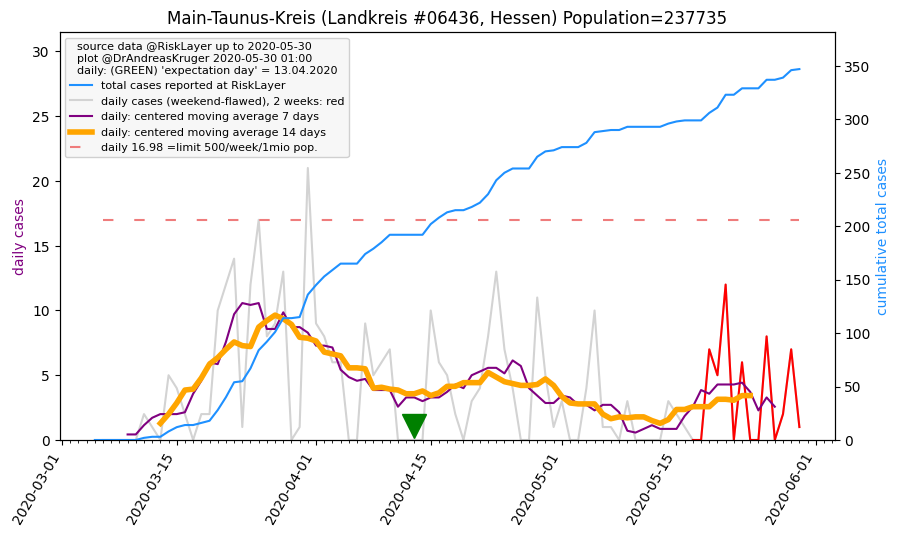 Main-Taunus-Kreis (Landkreis #06436, Hessen) Population=237735
source data @RiskLayer up to 2020-05-30
plot @DrAndreasKruger 2020-05-30 01:00
daily: (GREEN) 'expectation day' = 13.04.2020
total cases reported at RiskLayer
daily cases (weekend-flawed), 2 weeks: red
daily: centered moving average 7 days
daily: centered moving average 14 days
daily 16.98 =limit 500/week/1mio pop.
daily cases
30
25
20
15
10
5
0
cumulative total cases
350
300
250
200
150
100
50
0
2020-03-01
2020-03-15
2020-04-01
2020-04-15
2020-05-01
2020-05-15
2020-06-01